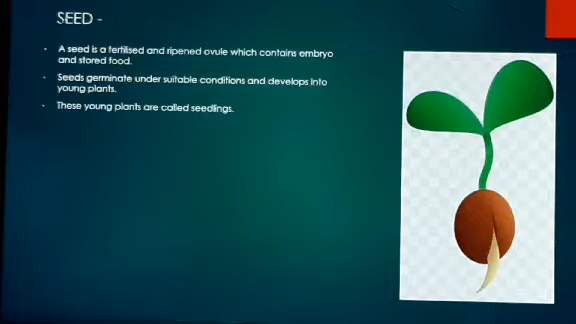 SEED -
- A seed is a fertilised and ripened ovule which contains embryo
and stored food.
- Seeds germinate under suitable conditions and develops into
young plants.
- These young plants are called seedlings.